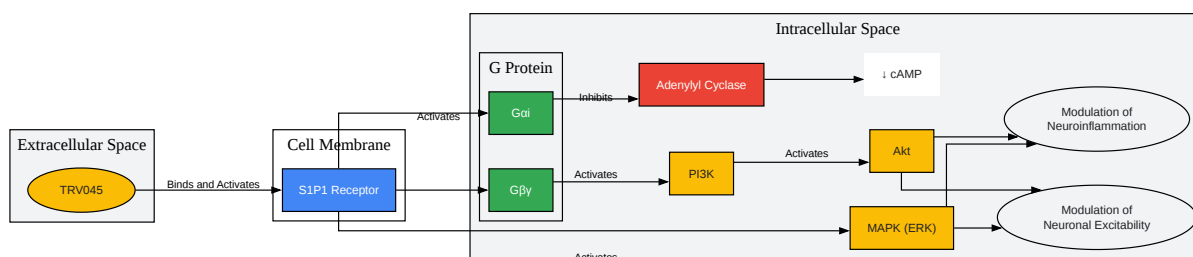 Intracellular Space
G Protein
Adenylyl Cyclase
↓ cAMP
Gαi
Inhibits
Activates
Modulation of
Neuroinflammation
Extracellular Space
Cell Membrane
TRV045
Binds and Activates
S1P1 Receptor
Gβγ
Activates
PI3K
Activates
Akt
MAPK (ERK)
Modulation of
Neuronal Excitability
Activates